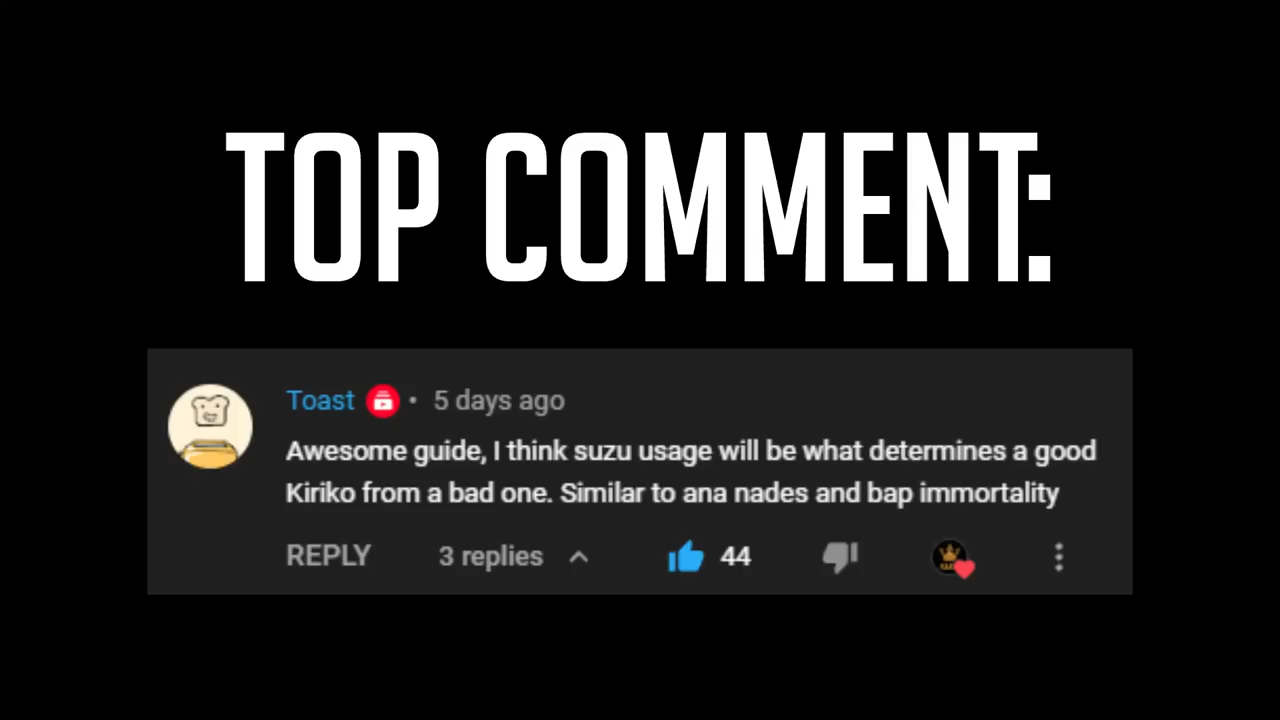 TOP COMMENT:
Toast • 5 days ago
Awesome guide, I think suzu usage will be what determines a good
Kiriko from a bad one. Similar to ana nades and bap immortality
REPLY 3 replies 44